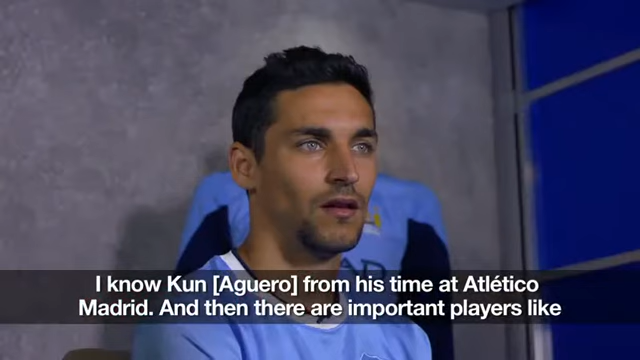 I know Kun [Aguero] from his time at Atlético
Madrid. And then there are important players like